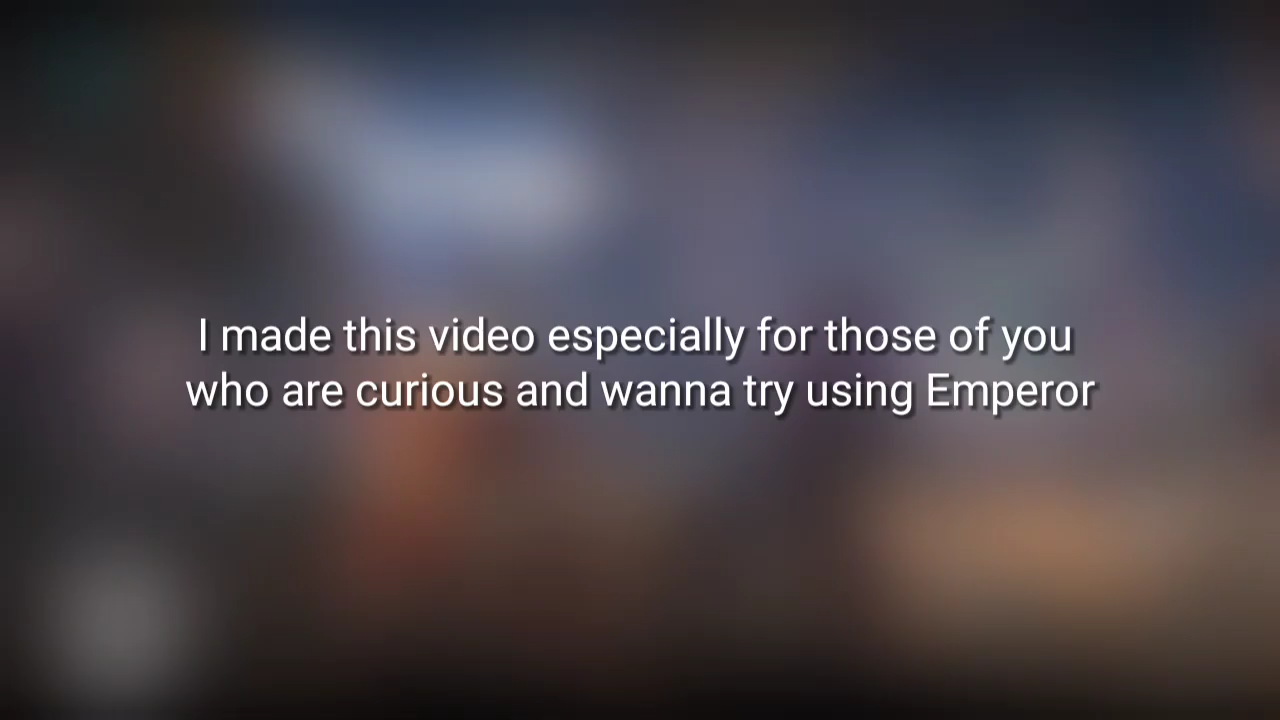 I made this video especially for those of you
who are curious and wanna try using Emperor